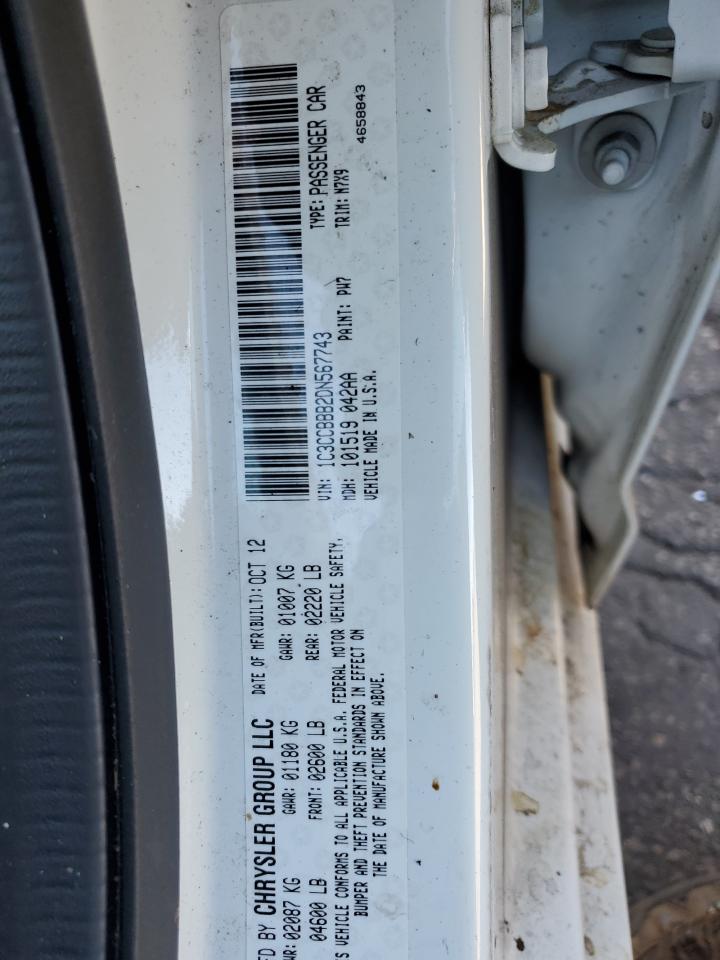 FD BY CHRYSLER GROUP LLC DATE OF MFR(BUILT): OCT 12
WR: 02087 KG GAWR: 01180 KG GAWR: 01007 KG
04600 LB FRONT: 02600 LB REAR: 02220 LB
S VEHICLE CONFORMS TO ALL APPLICABLE U.S.A. FEDERAL MOTOR VEHICLE SAFETY,
BUMPER AND THEFT PREVENTION STANDARDS IN EFFECT ON
THE DATE OF MANUFACTURE SHOWN ABOVE.
VIN: 1C3CCBBB2DN567743 TYPE: PASSENGER CAR
MDH: 101519 042AA PAINT: PW7 TRIM: M7X9
VEHICLE MADE IN U.S.A. 4658843